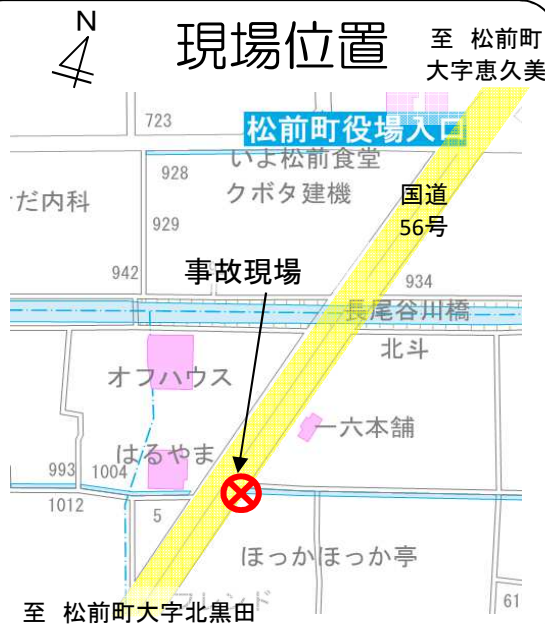 N
現場位置
至 松前町
大字恵久美
723
松前町役場入口
いよ松前食堂
928
クボタ建機
だ内科
国道
56号
929
942
事故現場
934
長尾谷川橋
北斗
オフハウス
一六本舗
はるやま
993
1004
1012
5
ほっかほっか亭
フレンド
61
至 松前町大字北黒田